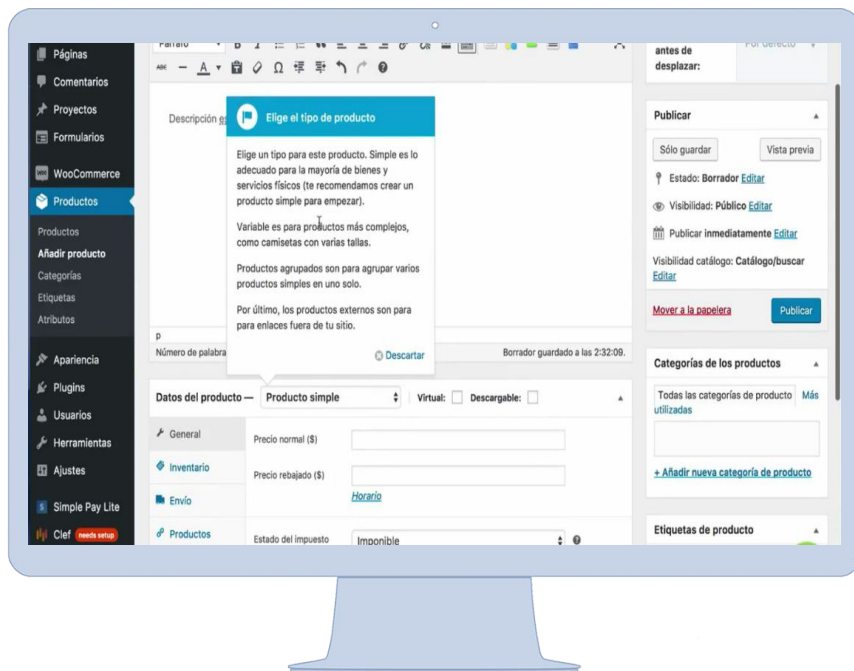 Páginas
Comentarios
Proyectos
Formularios
WooCommerce
Productos
Productos
Añadir producto
Categorías
Etiquetas
Atributos
Apariencia
Plugins
Usuarios
Herramientas
Ajustes
Simple Pay Lite
Clef needs setup
Párrafo
Descripción
Elige el tipo de producto
Elige un tipo para este producto. Simple es lo
adecuado para la mayoría de bienes y
servicios físicos (te recomendamos crear un
producto simple para empezar).
Variable es para productos más complejos,
como camisetas con varias tallas.
Productos agrupados son para agrupar varios
productos simples en uno solo.
Por último, los productos externos son para
para enlaces fuera de tu sitio.
Descartar
p
Número de palabra
Borrador guardado a las 2:32:09.
Datos del producto — Producto simple Virtual: Descargable:
General
Inventario
Envío
Productos
Precio normal ($)
Precio rebajado ($)
Horario
Estado del impuesto Imponible
antes de
desplazar:
Por defecto
Publicar
Sólo guardar Vista previa
Estado: Borrador Editar
Visibilidad: Público Editar
Publicar inmediatamente Editar
Visibilidad catálogo: Catálogo/buscar
Editar
Mover a la papelera Publicar
Categorías de los productos
Todas las categorías de producto Más
utilizadas
+ Añadir nueva categoría de producto
Etiquetas de producto